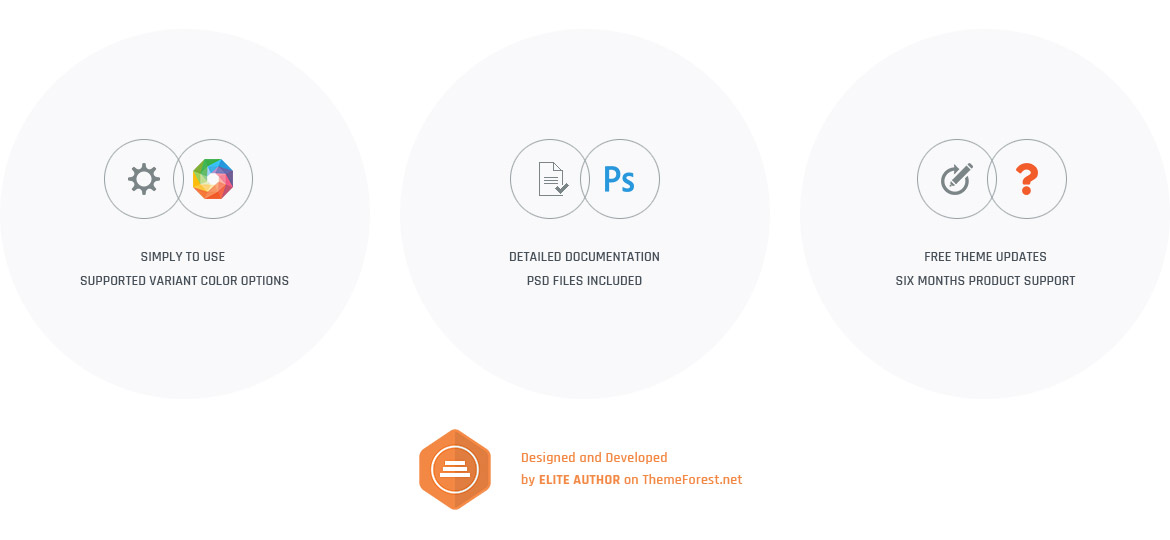 SIMPLY TO USE
SUPPORTED VARIANT COLOR OPTIONS
Ps
DETAILED DOCUMENTATION
PSD FILES INCLUDED
?
FREE THEME UPDATES
SIX MONTHS PRODUCT SUPPORT
Designed and Developed
by ELITE AUTHOR on ThemeForest.net